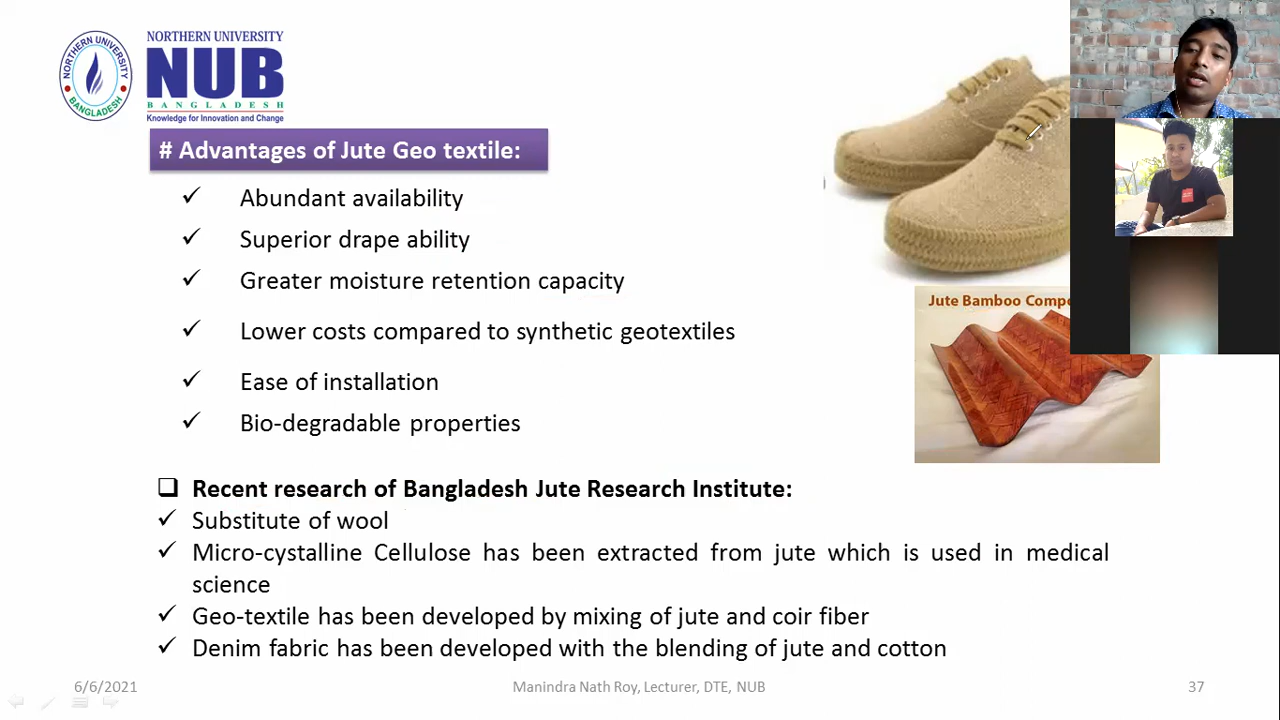 NORTHERN UNIVERSITY
BANGLADESH
NORTHERN UNIVERSITY
NUB
BANGLADESH
Knowledge for Innovation and Change
# Advantages of Jute Geo textile:
✓ Abundant availability
✓ Superior drape ability
✓ Greater moisture retention capacity
✓ Lower costs compared to synthetic geotextiles
✓ Ease of installation
✓ Bio-degradable properties
Jute Bamboo
❑ Recent research of Bangladesh Jute Research Institute:
✓ Substitute of wool
✓ Micro-cystalline Cellulose has been extracted from jute which is used in medical
science
✓ Geo-textile has been developed by mixing of jute and coir fiber
✓ Denim fabric has been developed with the blending of jute and cotton
6/6/2021
Manindra Nath Roy, Lecturer, DTE, NUB
37